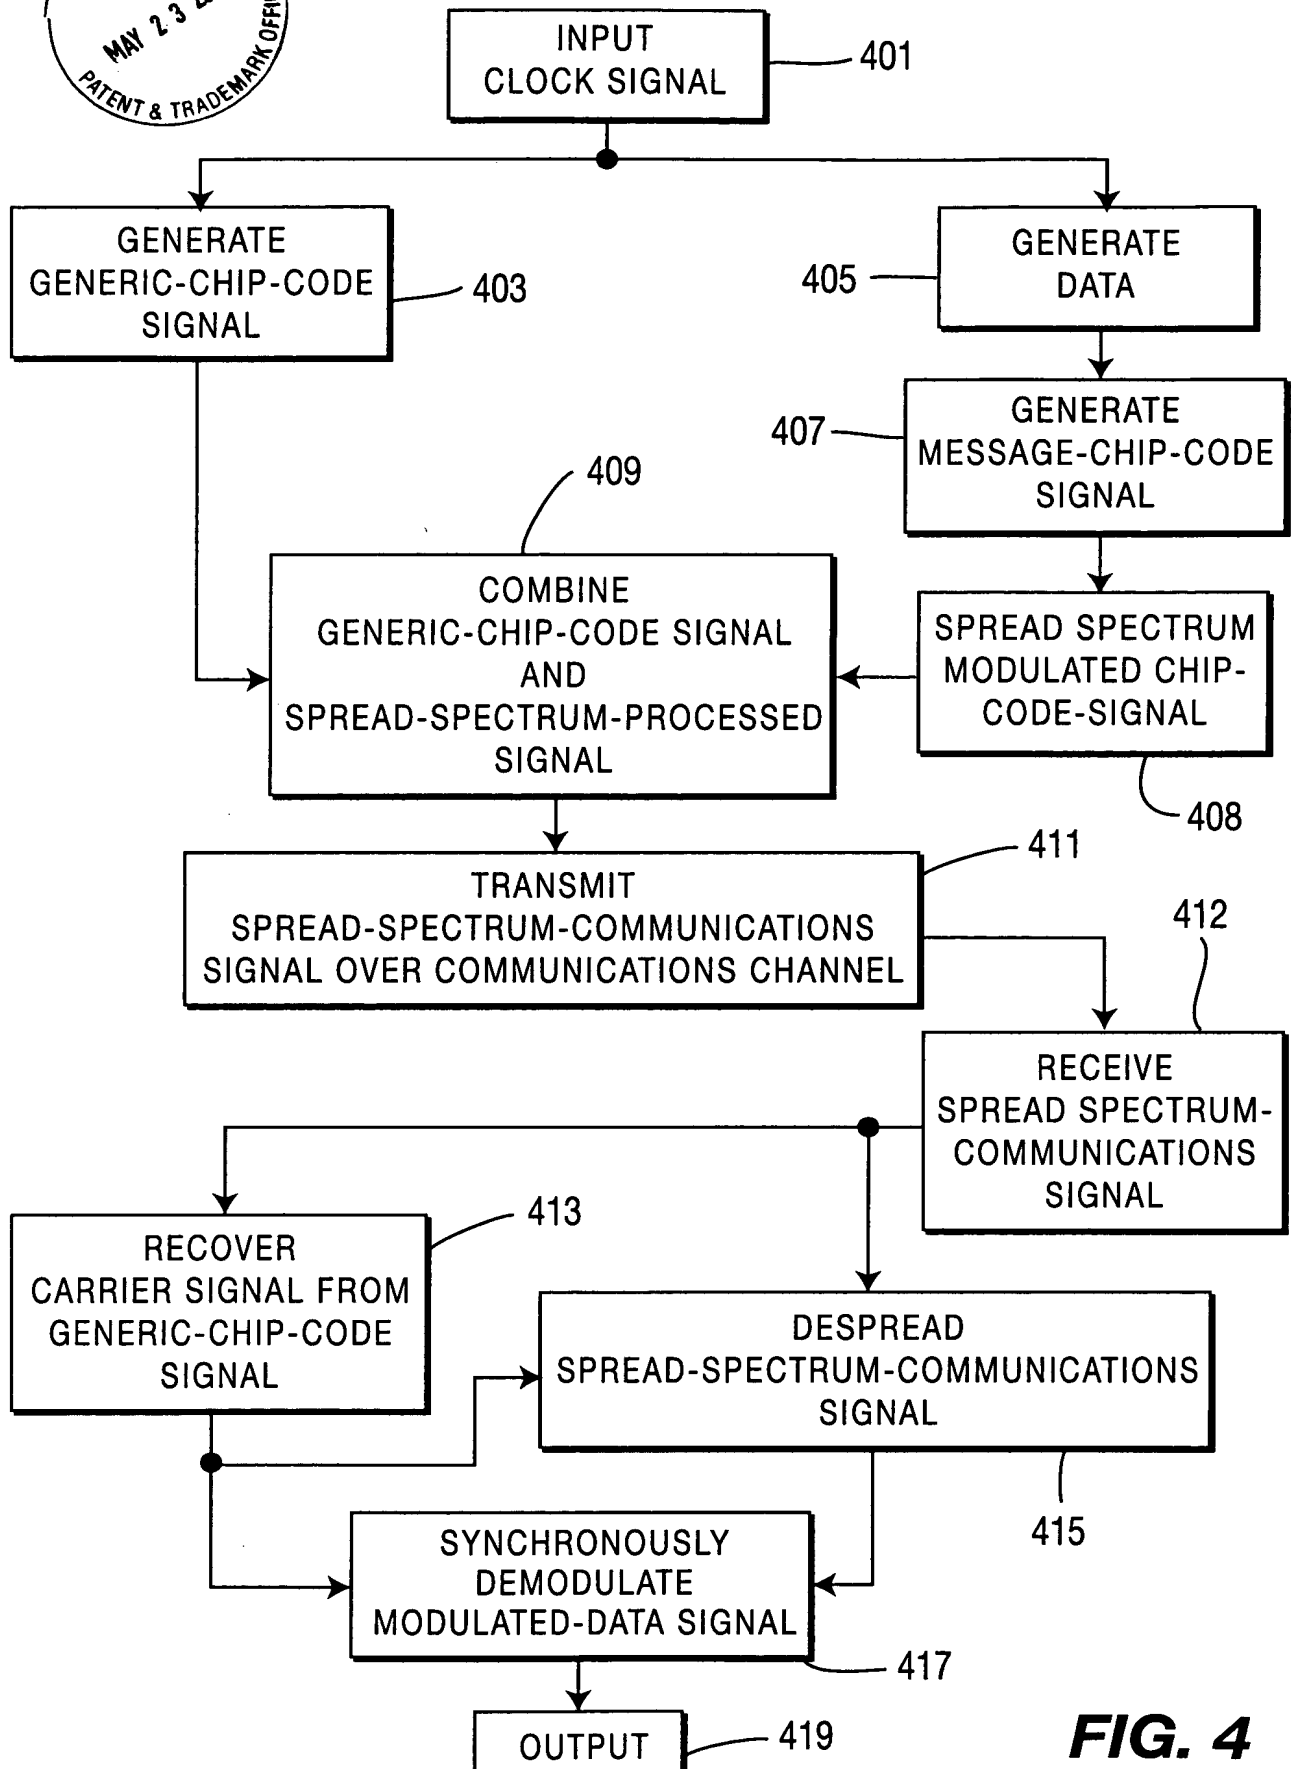 MAY 23
PATENT & TRADEMARK
INPUT
CLOCK SIGNAL
401
GENERATE
GENERIC-CHIP-CODE
SIGNAL
403
GENERATE
DATA
405
GENERATE
MESSAGE-CHIP-CODE
SIGNAL
407
409
COMBINE
GENERIC-CHIP-CODE SIGNAL
AND
SPREAD-SPECTRUM-PROCESSED
SIGNAL
SPREAD SPECTRUM
MODULATED CHIP-
CODE-SIGNAL
408
TRANSMIT
SPREAD-SPECTRUM-COMMUNICATIONS
SIGNAL OVER COMMUNICATIONS CHANNEL
411
412
RECEIVE
SPREAD SPECTRUM-
COMMUNICATIONS
SIGNAL
RECOVER
CARRIER SIGNAL FROM
GENERIC-CHIP-CODE
SIGNAL
413
DESPREAD
SPREAD-SPECTRUM-COMMUNICATIONS
SIGNAL
415
SYNCHRONOUSLY
DEMODULATE
MODULATED-DATA SIGNAL
417
OUTPUT
419
FIG. 4